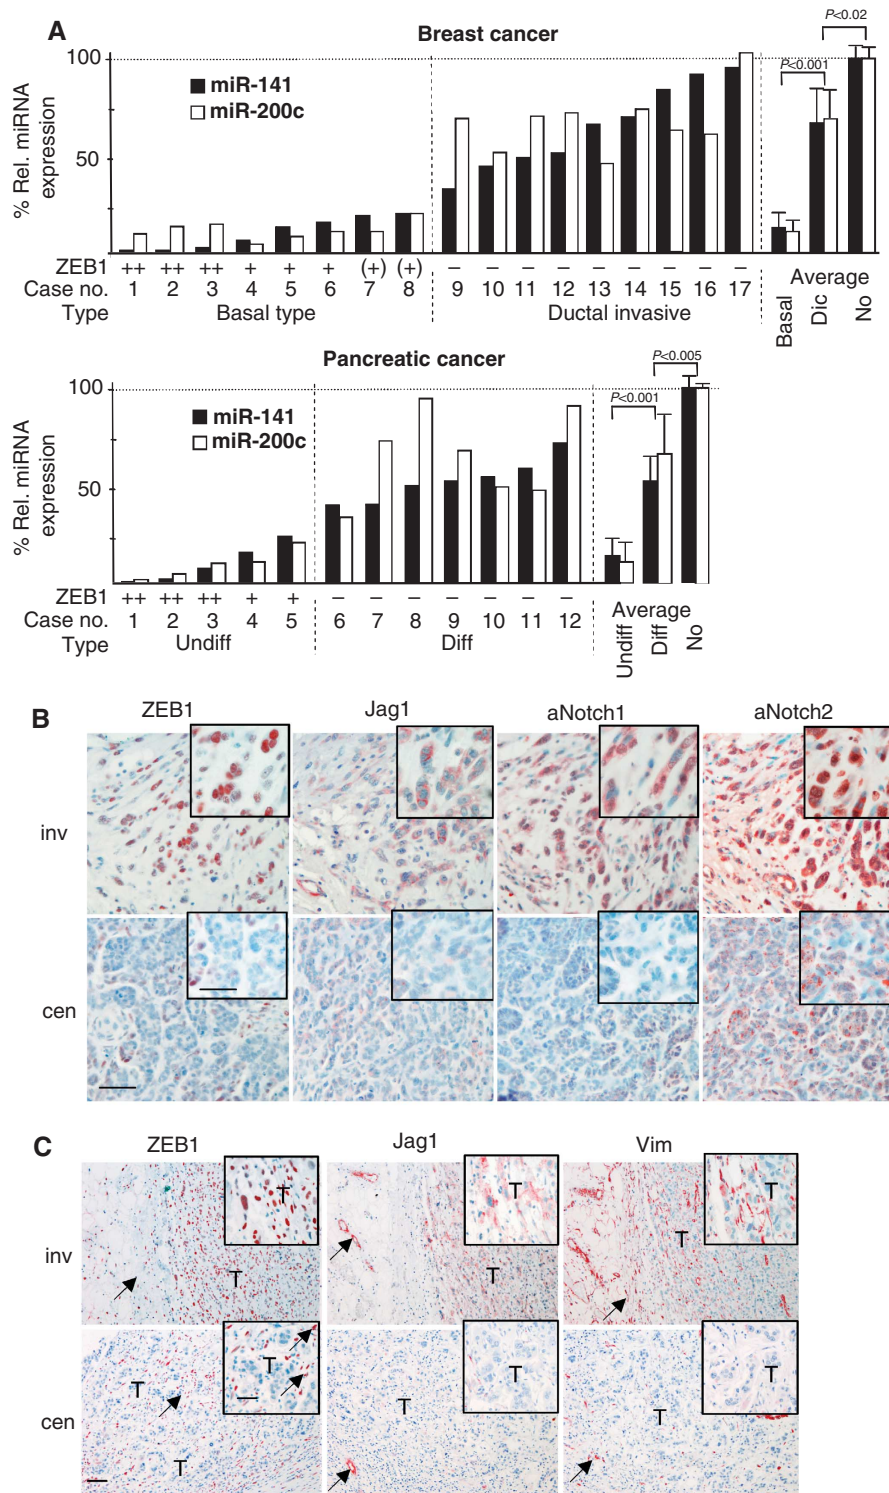 A
Breast cancer
P<0.02
P<0.001
100
50
% Rel. miRNA
expression
miR-141
miR-200c
ZEB1 ++ ++ ++ + + + (+) (+) – – – – – – – – –
Case no. 1 2 3 4 5 6 7 8 9 10 11 12 13 14 15 16 17
Type Basal type Ductal invasive
Average
Basal Dic No
Pancreatic cancer
P<0.005
P<0.001
100
50
% Rel. miRNA
expression
miR-141
miR-200c
ZEB1 ++ ++ ++ + + – – – – – – –
Case no. 1 2 3 4 5 6 7 8 9 10 11 12
Type Undiff Diff
Average
Undiff Diff No
B
ZEB1 Jag1 aNotch1 aNotch2
inv
cen
C
ZEB1 Jag1 Vim
inv
T T T
T T T
cen
T T T
T T T
T